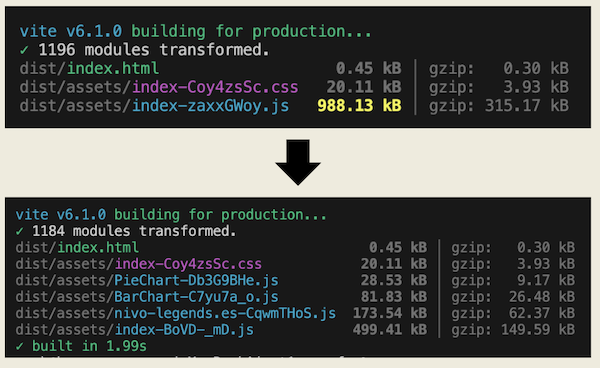 vite v6.1.0 building for production...
✓ 1196 modules transformed.
dist/index.html 0.45 kB │ gzip: 0.30 kB
dist/assets/index-Coy4zsSc.css 20.11 kB │ gzip: 3.93 kB
dist/assets/index-zaxxGWoy.js 988.13 kB │ gzip: 315.17 kB
vite v6.1.0 building for production...
✓ 1184 modules transformed.
dist/index.html 0.45 kB │ gzip: 0.30 kB
dist/assets/index-Coy4zsSc.css 20.11 kB │ gzip: 3.93 kB
dist/assets/PieChart-Db3G9BHe.js 28.53 kB │ gzip: 9.17 kB
dist/assets/BarChart-C7yu7a_o.js 81.83 kB │ gzip: 26.48 kB
dist/assets/nivo-legends.es-CqwmTHoS.js 173.54 kB │ gzip: 62.37 kB
dist/assets/index-BoVD-_mD.js 499.41 kB │ gzip: 149.59 kB
✓ built in 1.99s